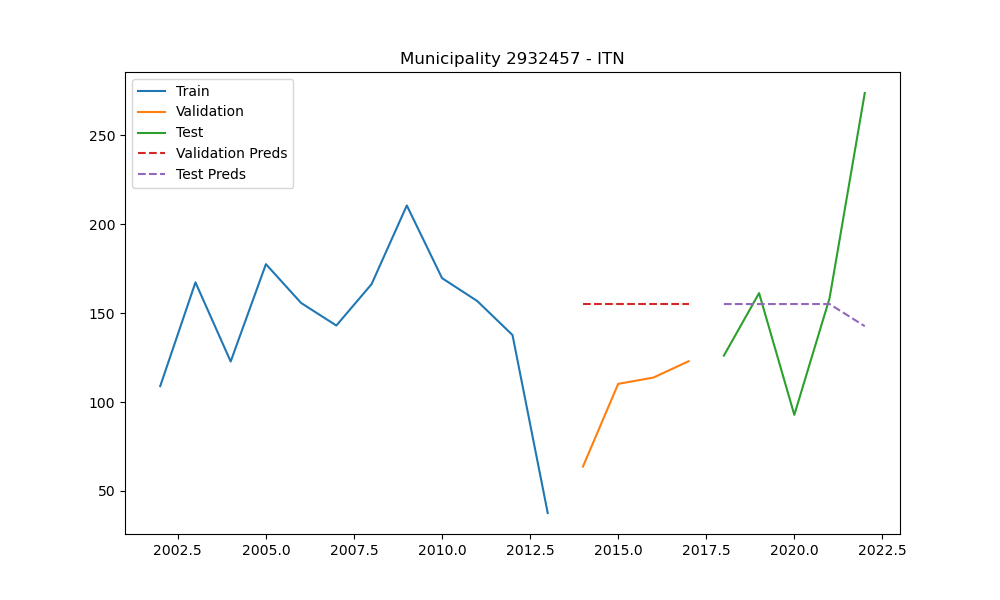 Municipality 2932457 - ITN
Train
Validation
Test
Validation Preds
Test Preds
250
200
150
100
50
2002.5 2005.0 2007.5 2010.0 2012.5 2015.0 2017.5 2020.0 2022.5